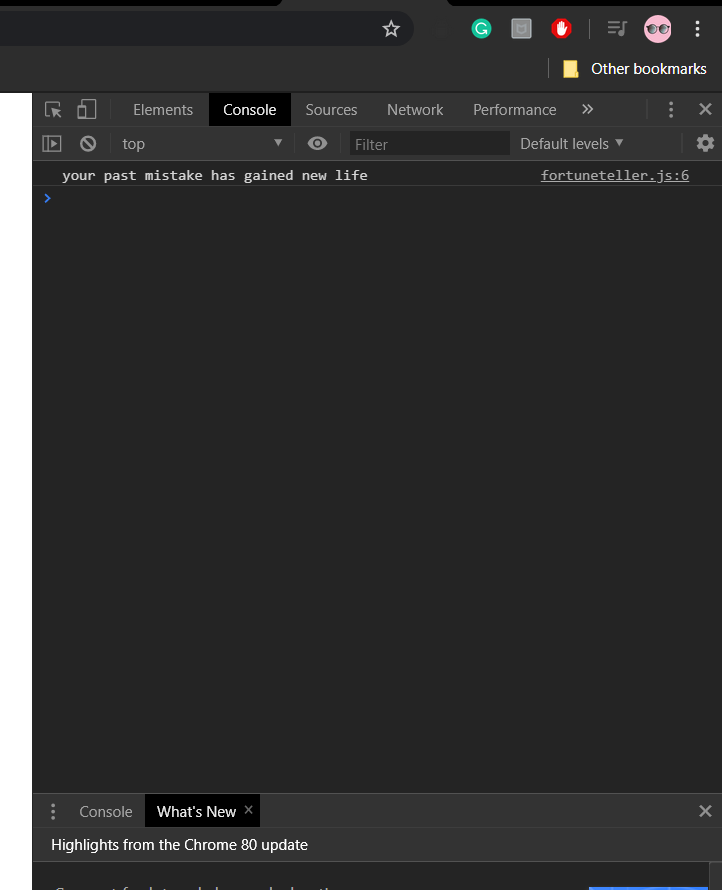 Other bookmarks
Elements Console Sources Network Performance »
top Filter Default levels
your past mistake has gained new life fortuneteller.js:6
Console What's New
Highlights from the Chrome 80 update